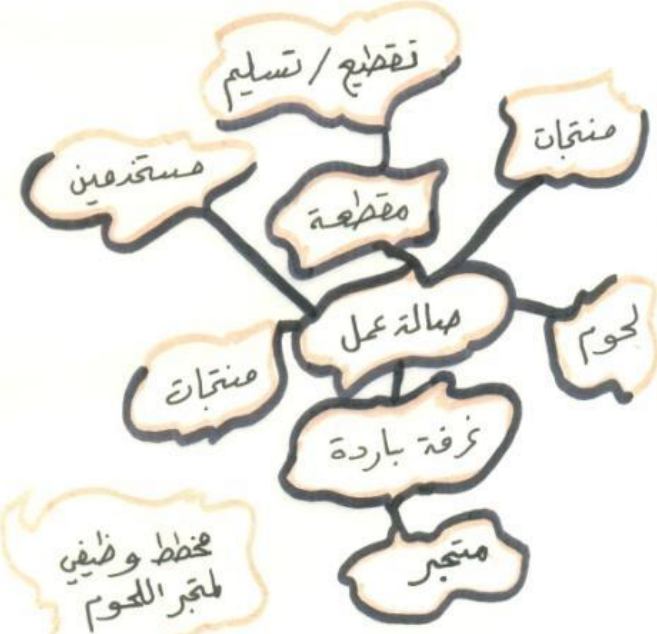 تقطيع / تسليم
منتجات
مستخدمين
مقطعة
صالة عمل
لحوم
منتجات
غرفة باردة
متجر
مخطط وظيفي
لمتجر اللحوم